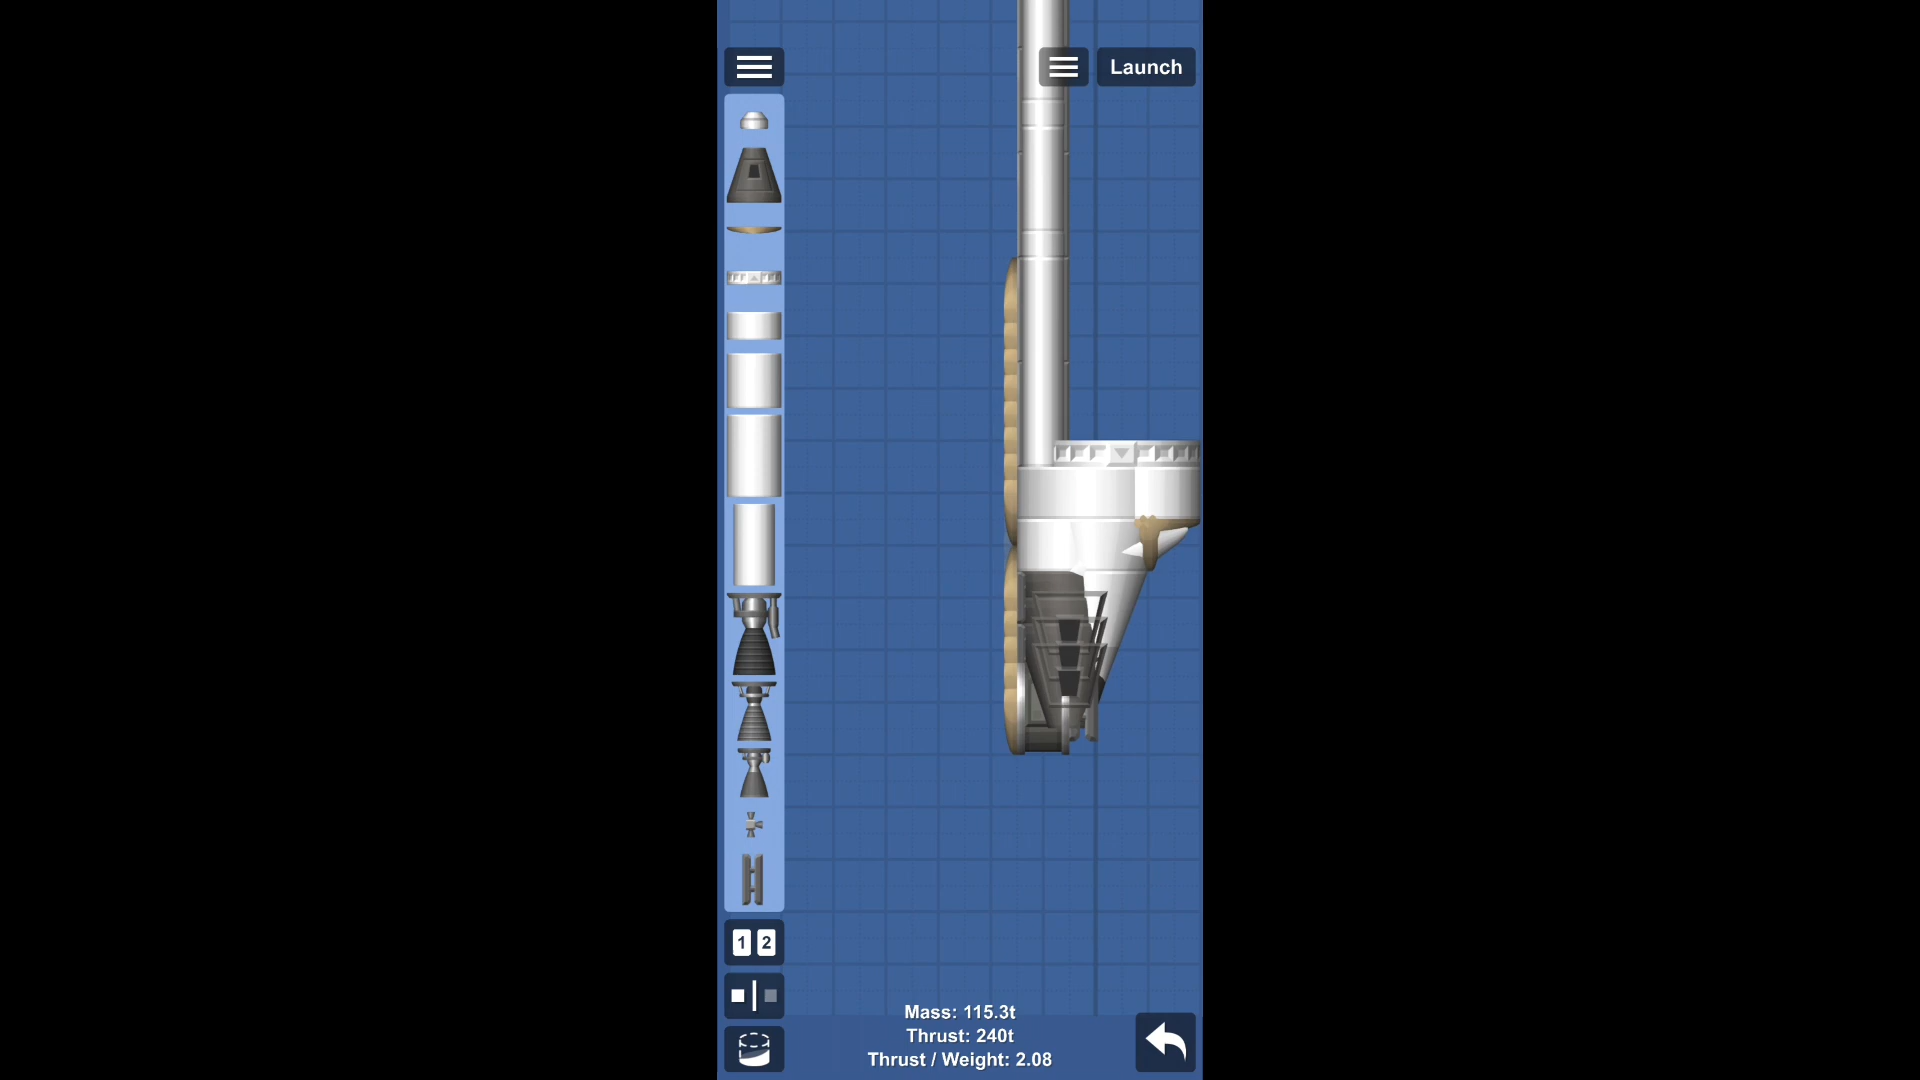 Launch
1 2
Mass: 115.3t
Thrust: 240t
Thrust / Weight: 2.08